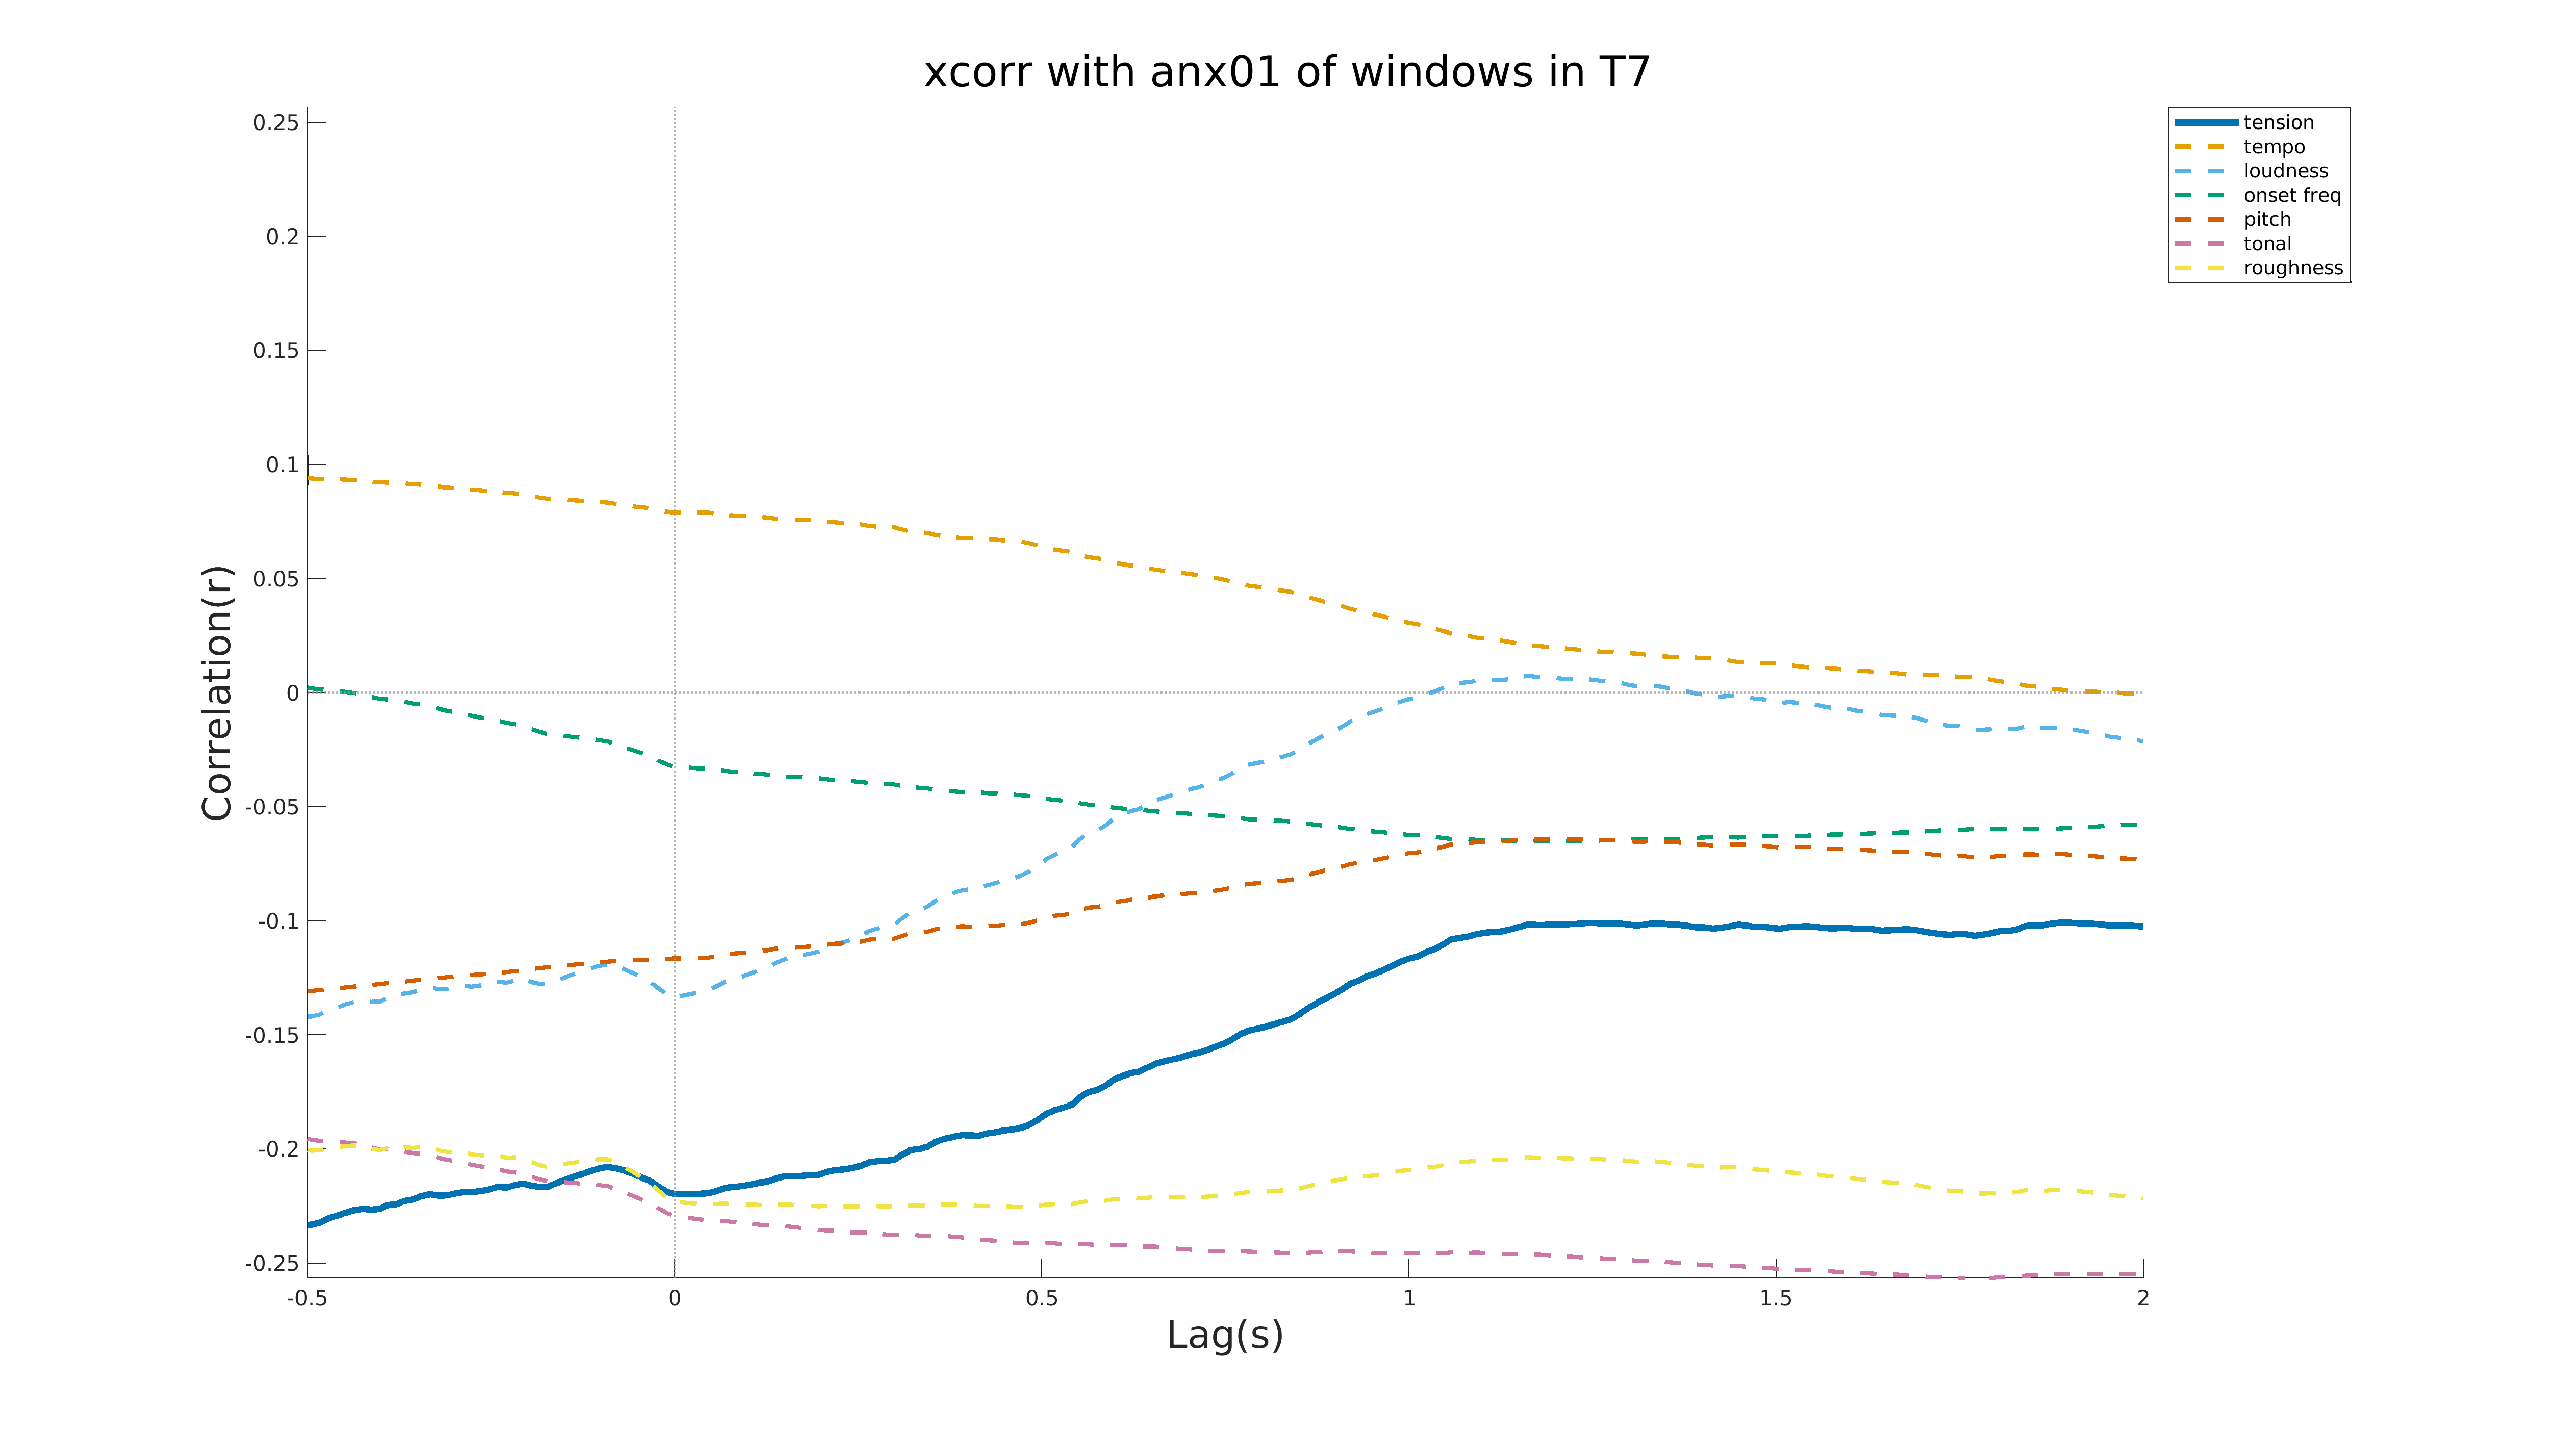 xcorr with anx01 of windows in T7
tension
tempo
loudness
onset freq
pitch
tonal
roughness
Correlation(r)
0.25
0.2
0.15
0.1
0.05
0
-0.05
-0.1
-0.15
-0.2
-0.25
-0.5
0
0.5
1
1.5
2
Lag(s)